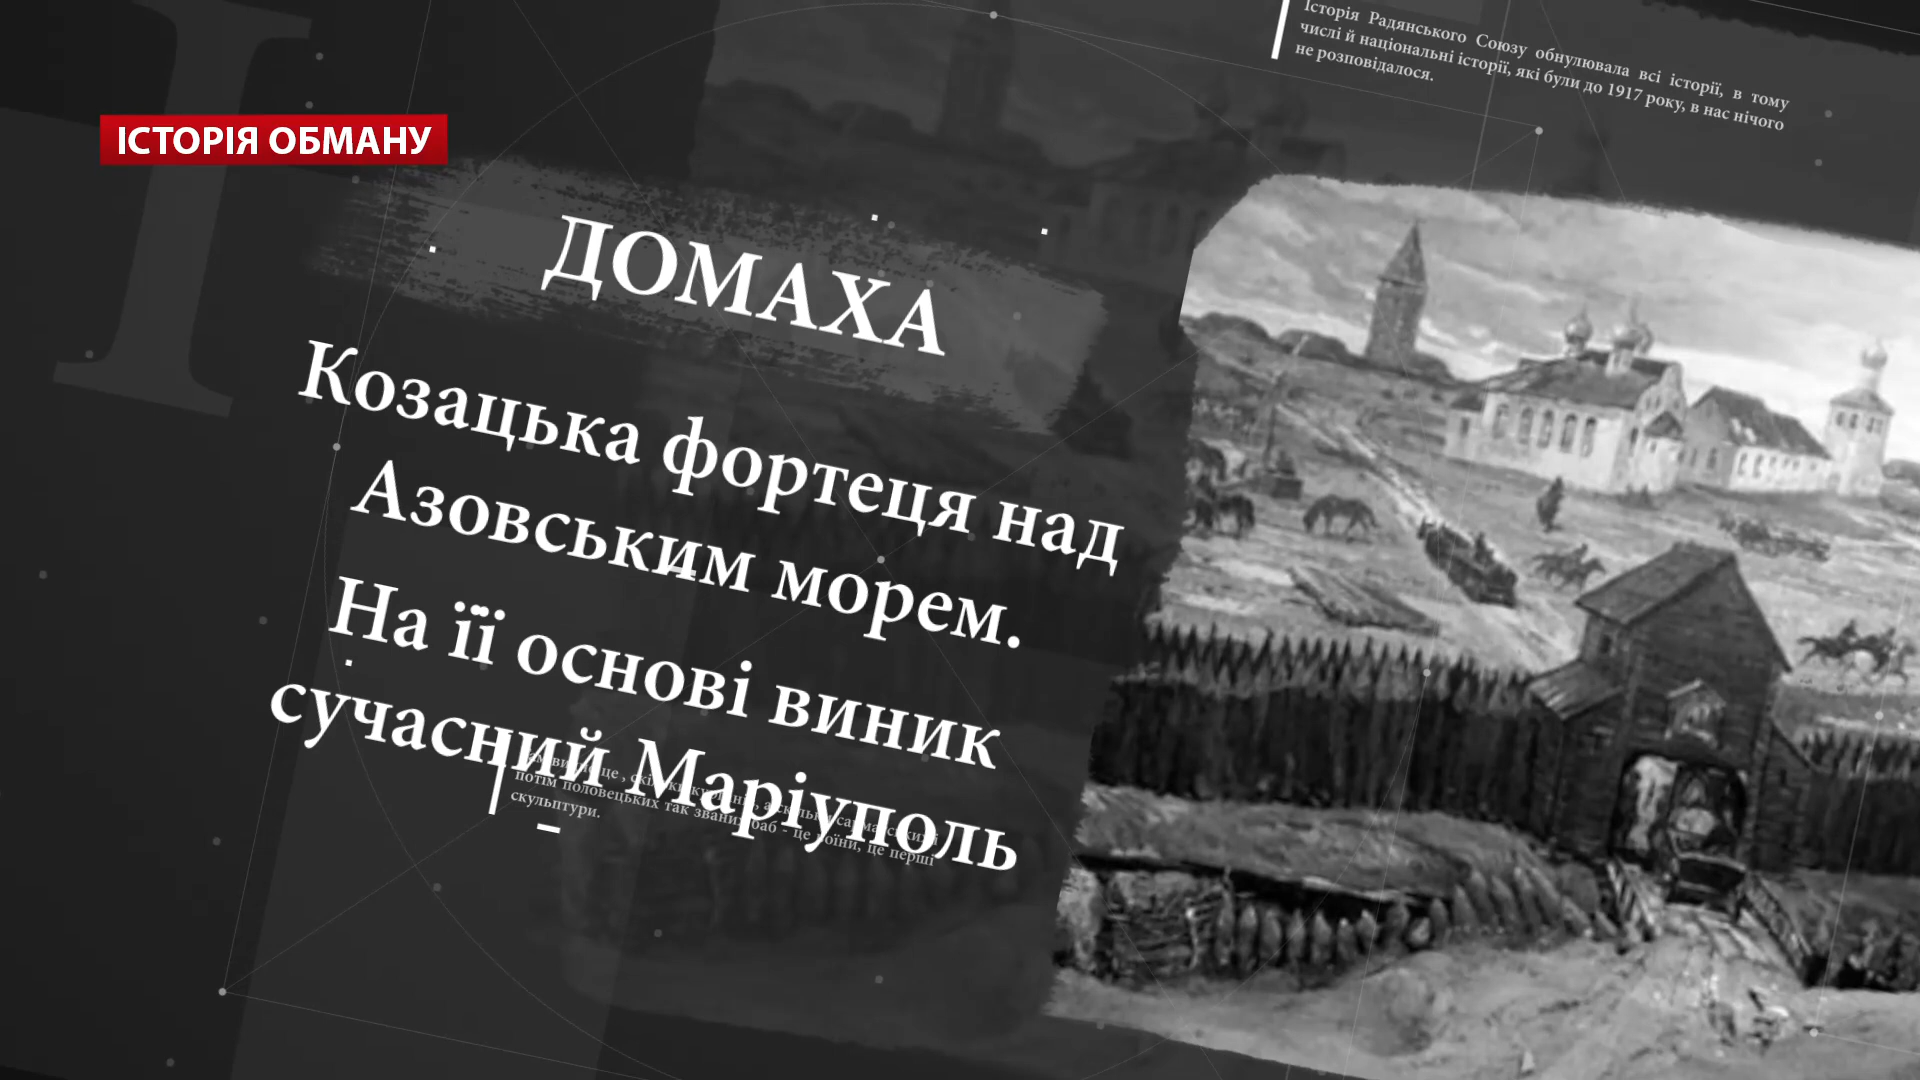 Історія Радянського Союзу обнулювала всі історії, в тому
числі й національні історії, які були до 1917 року, в нас нічого
не розповідалося.
ІСТОРІЯ ОБМАНУ
ДОМАХА
Козацька фортеця над
Азовським морем.
На її основі виник
сучасний Маріуполь
потім половецьких так званих баб - це воїни, це перші
скульптури.